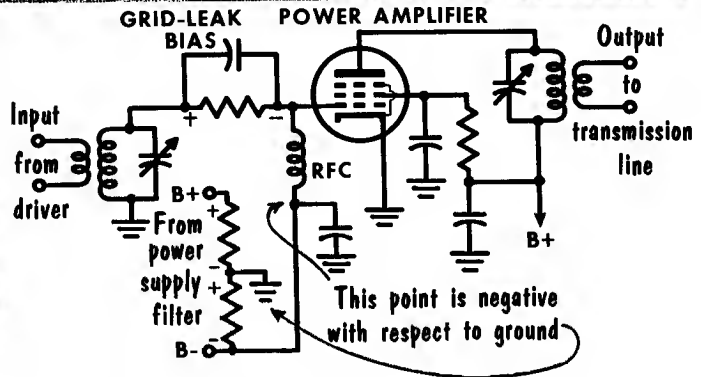 GRID-LEAK
BIAS
POWER AMPLIFIER
Output
to
transmission
line
Input
from
driver
+ -
RFC
B+
+
From
power
-
supply
+
filter
-
B-
B+
This point is negative
with respect to ground